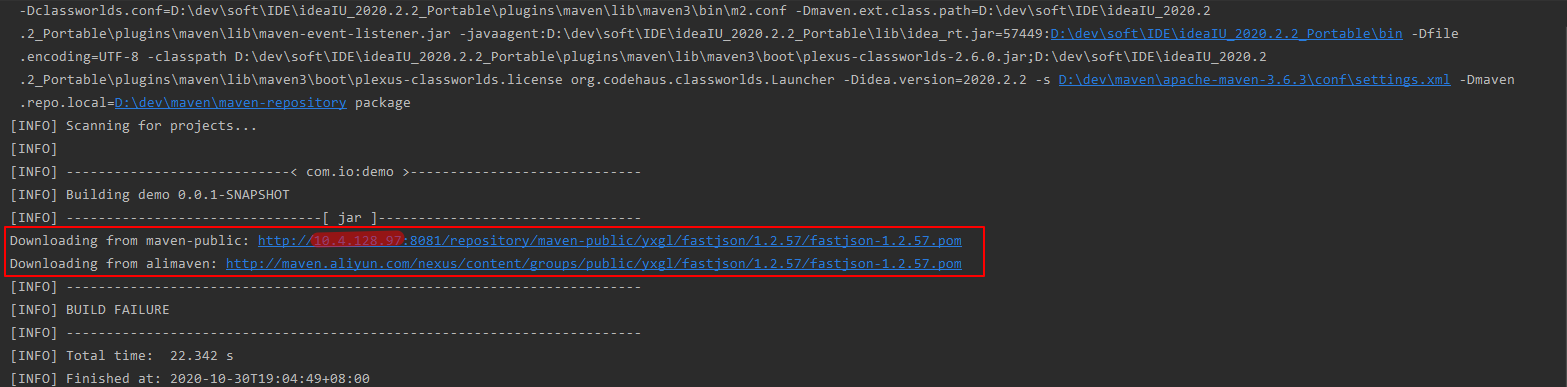 -Dclassworlds.conf=D:\dev\soft\IDE\ideaIU_2020.2.2_Portable\plugins\maven\lib\maven3\bin\m2.conf -Dmaven.ext.class.path=D:\dev\soft\IDE\ideaIU_2020.2
.2_Portable\plugins\maven\lib\maven-event-listener.jar -javaagent:D:\dev\soft\IDE\ideaIU_2020.2.2_Portable\lib\idea_rt.jar=57449:D:\dev\soft\IDE\ideaIU_2020.2.2_Portable\bin -Dfile
.encoding=UTF-8 -classpath D:\dev\soft\IDE\ideaIU_2020.2.2_Portable\plugins\maven\lib\maven3\boot\plexus-classworlds-2.6.0.jar;D:\dev\soft\IDE\ideaIU_2020.2
.2_Portable\plugins\maven\lib\maven3\boot\plexus-classworlds.license org.codehaus.classworlds.Launcher -Didea.version=2020.2.2 -s D:\dev\maven\apache-maven-3.6.3\conf\settings.xml -Dmaven
.repo.local=D:\dev\maven\maven-repository package
[INFO] Scanning for projects...
[INFO]
[INFO] ----------------------------< com.io:demo >-----------------------------
[INFO] Building demo 0.0.1-SNAPSHOT
[INFO] --------------------------------[ jar ]---------------------------------
Downloading from maven-public: http://10.4.128.97:8081/repository/maven-public/yxgl/fastjson/1.2.57/fastjson-1.2.57.pom
Downloading from alimaven: http://maven.aliyun.com/nexus/content/groups/public/yxgl/fastjson/1.2.57/fastjson-1.2.57.pom
[INFO] ------------------------------------------------------------------------
[INFO] BUILD FAILURE
[INFO] ------------------------------------------------------------------------
[INFO] Total time:  22.342 s
[INFO] Finished at: 2020-10-30T19:04:49+08:00